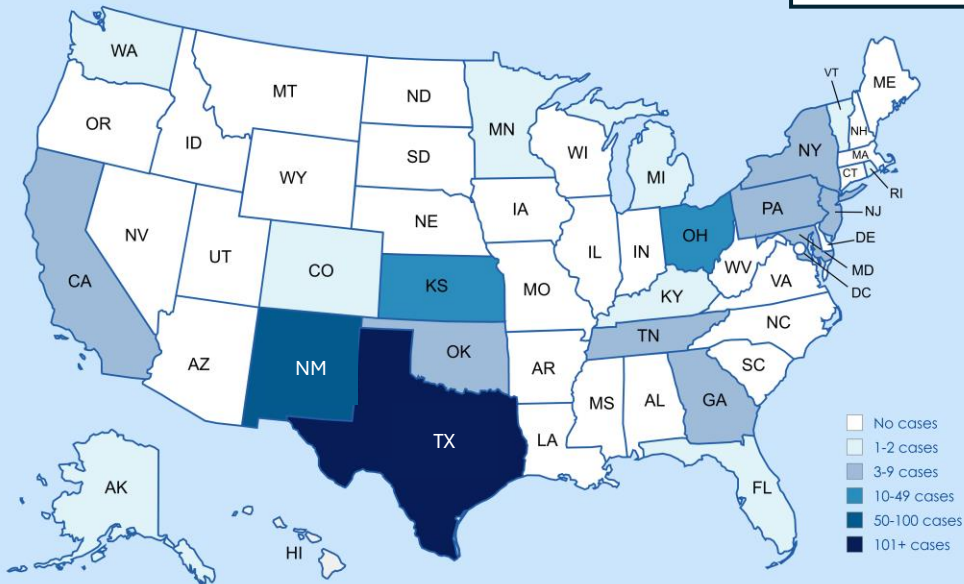 WA
MT
ND
MN
VT
ME
OR
ID
SD
WI
MI
NY
NH
MA
CT
RI
WY
IA
PA
NJ
NE
OH
DE
NV
UT
IL
IN
WV
MD
CA
CO
KS
MO
KY
VA
DC
NC
TN
AZ
NM
OK
AR
SC
MS
AL
GA
TX
LA
No cases
1-2 cases
3-9 cases
10-49 cases
50-100 cases
101+ cases
AK
FL
HI